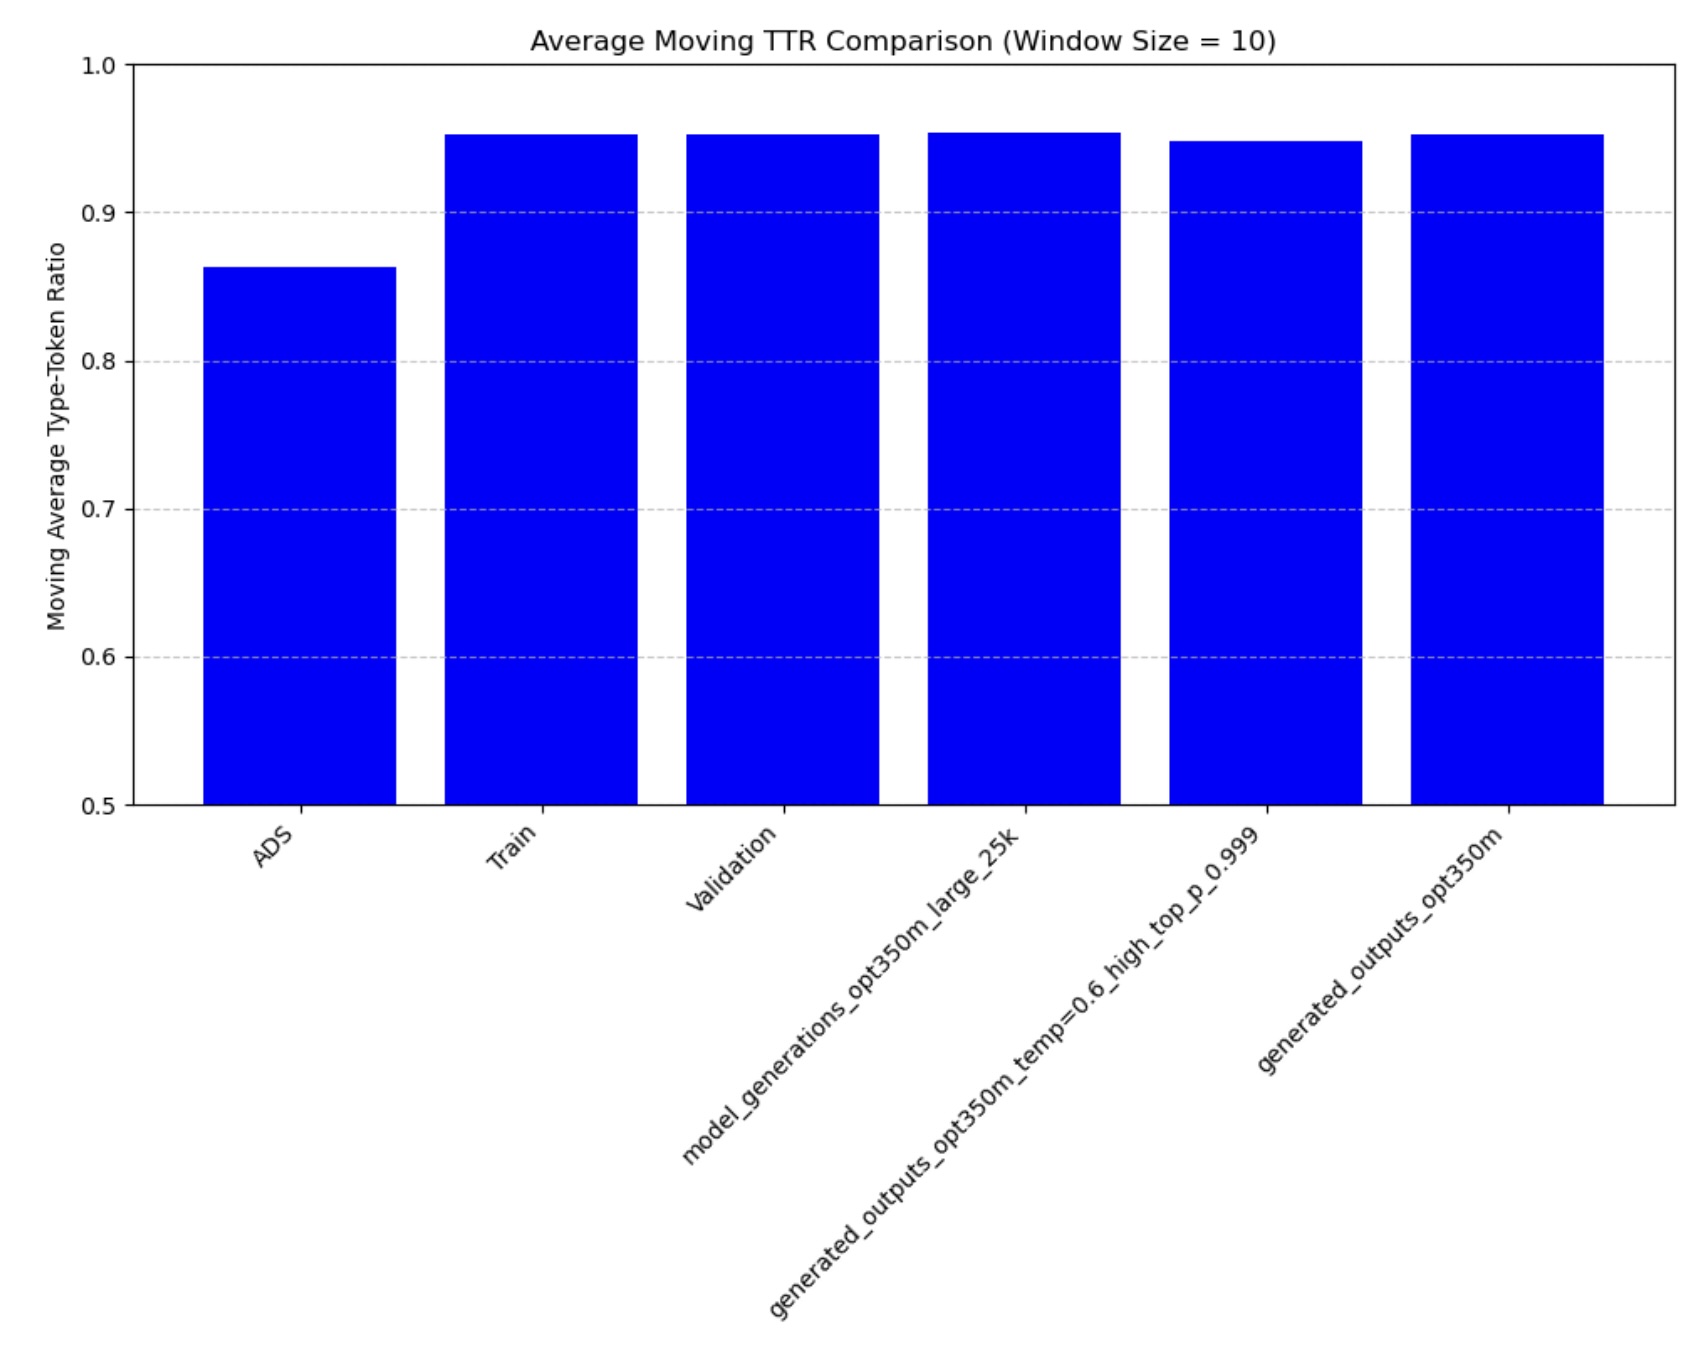 Average Moving TTR Comparison (Window Size = 10)
Moving Average Type-Token Ratio
1.0
0.9
0.8
0.7
0.6
0.5
ADS
Train
Validation
model_generations_opt350m_large_25k
generated_outputs_opt350m_temp=0.6_high_top_p_0.999
generated_outputs_opt350m